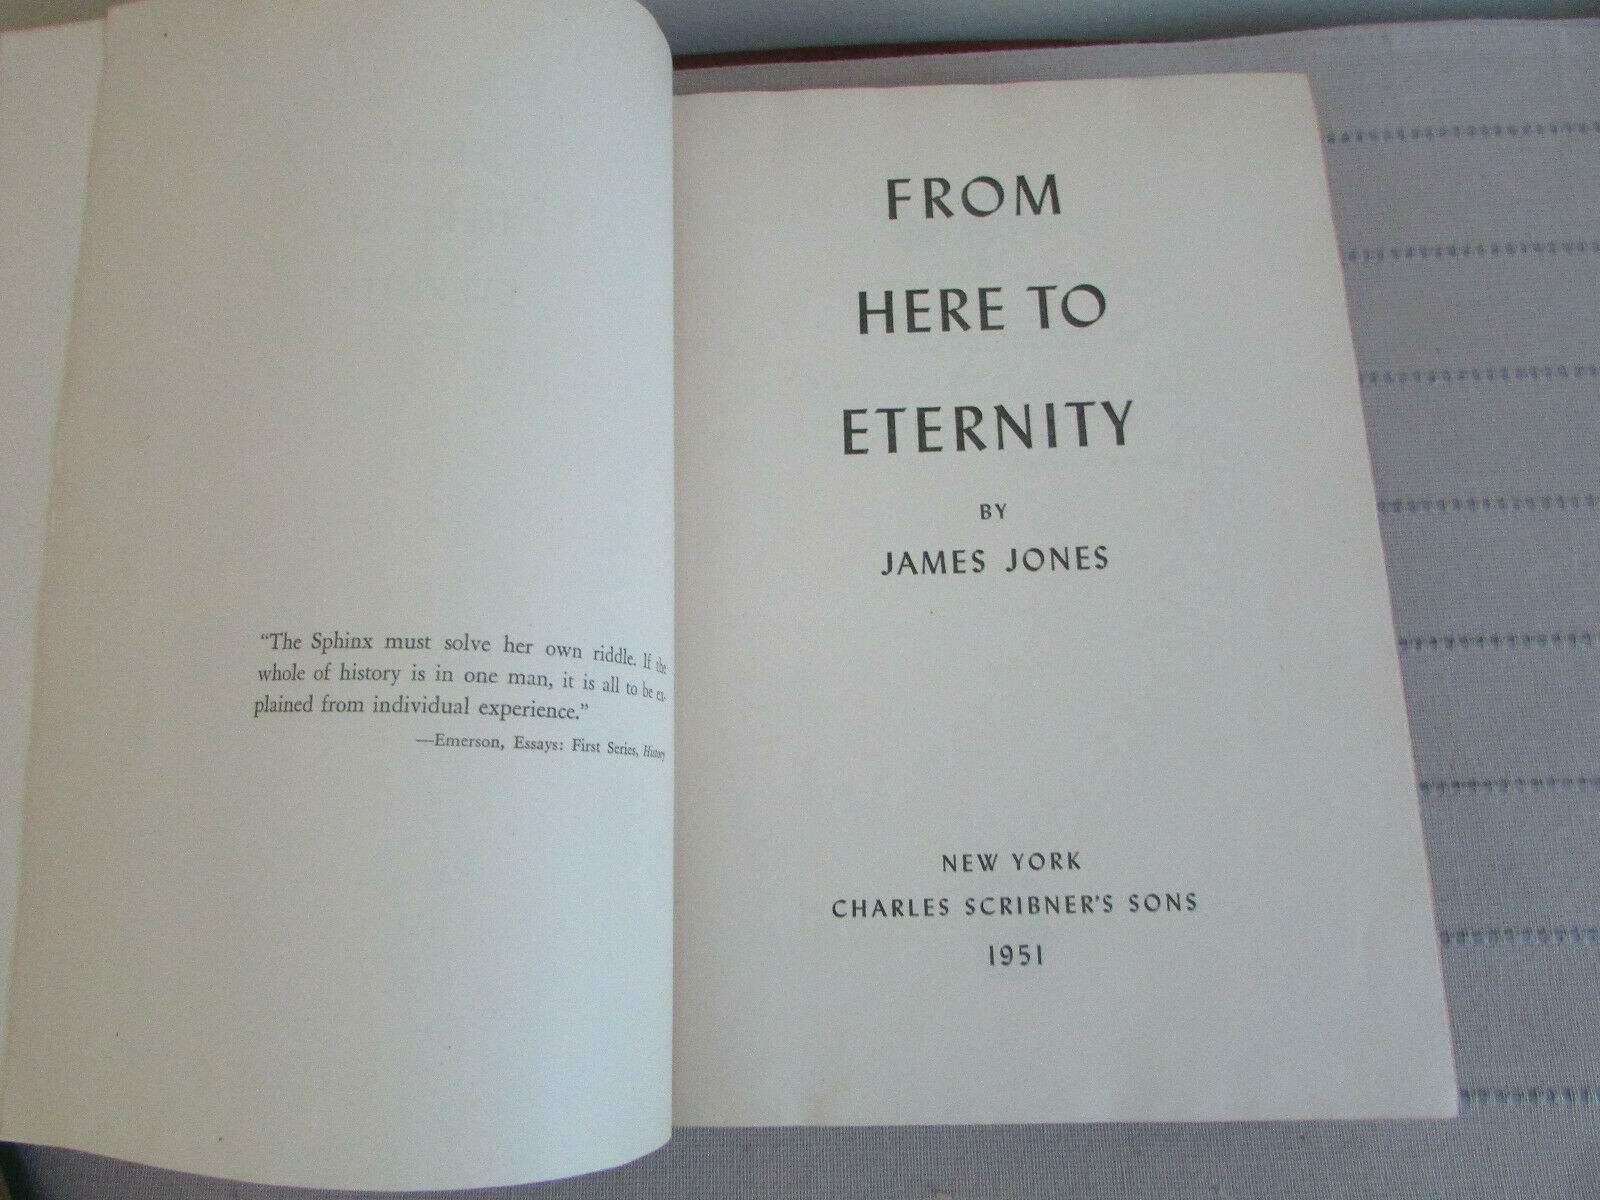 “The Sphinx must solve her own riddle. If the
whole of history is in one man, it is all to be ex-
plained from individual experience.”
—Emerson, Essays: First Series, History
FROM
HERE TO
ETERNITY
BY
JAMES JONES
NEW YORK
CHARLES SCRIBNER'S SONS
1951